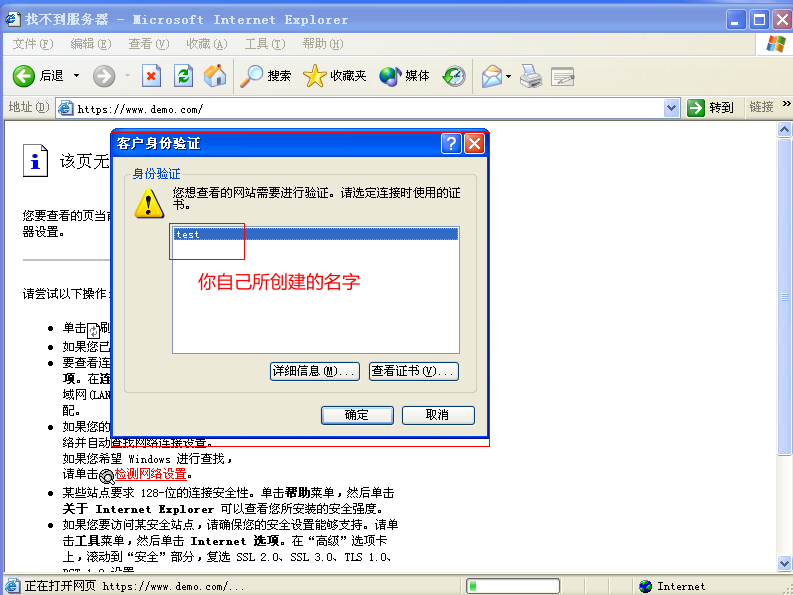 找不到服务器 - Microsoft Internet Explorer
文件(F) 编辑(E) 查看(V) 收藏(A) 工具(T) 帮助(H)
后退 搜索 收藏夹 媒体
地址(D) https://www.demo.com/ 转到 链接 »
客户身份验证
该页无
身份验证
您想查看的网站需要进行验证。请选定连接时使用的证
书。
test
你自己所创建的名字
详细信息(M)... 查看证书(V)...
确定 取消
您要查看的页当前
器设置。
请尝试以下操作:
单击 刷
如果您已
要查看连
项。在连
域网(LAN
配。
如果您的
络并自动查找网络连接设置。
如果您希望 Windows 进行查找,
请单击 检测网络设置。
某些站点要求 128-位的连接安全性。单击帮助菜单,然后单击
关于 Internet Explorer 可以查看您所安装的安全强度。
如果您要访问某安全站点,请确保您的安全设置能够支持。请单
击工具菜单,然后单击 Internet 选项。在“高级”选项卡
上,滚动到“安全”部分,复选 SSL 2.0、SSL 3.0、TLS 1.0、
PCT 1.0 设置
正在打开网页 https://www.demo.com/... Internet